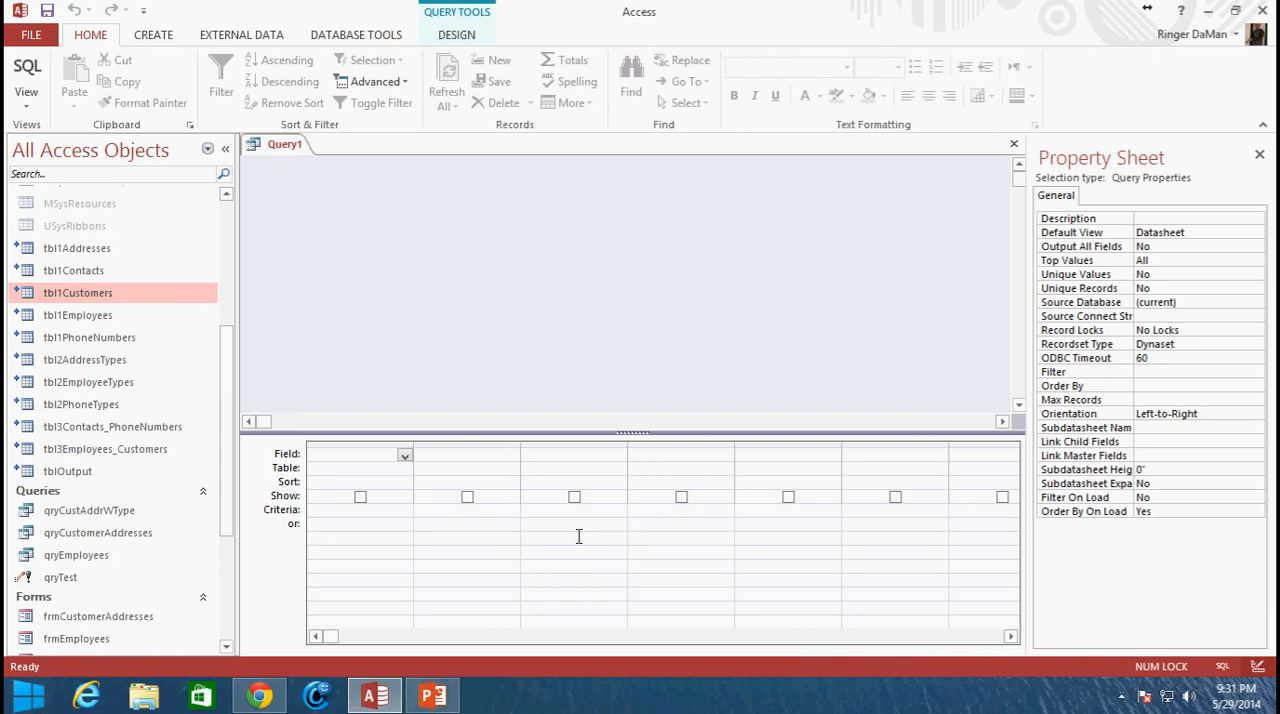 QUERY TOOLS
Access
FILE HOME CREATE EXTERNAL DATA DATABASE TOOLS DESIGN Ringer DaMan
SQL View Views
Paste Cut Copy Format Painter Clipboard
Filter Ascending Descending Remove Sort Selection Advanced Toggle Filter Sort & Filter
Refresh All New Save Delete Totals Spelling More Records
Find Replace Go To Select Find
B I U A Text Formatting
All Access Objects
Search...
MSysResources
USysRibbons
tbl1Addresses
tbl1Contacts
tbl1Customers
tbl1Employees
tbl1PhoneNumbers
tbl2AddressTypes
tbl2EmployeeTypes
tbl2PhoneTypes
tbl3Contacts_PhoneNumbers
tbl3Employees_Customers
tblOutput
Queries
qryCustAddrWType
qryCustomerAddresses
qryEmployees
qryTest
Forms
frmCustomerAddresses
frmEmployees
Query1
Field:
Table:
Sort:
Show:
Criteria:
or:
Property Sheet
Selection type: Query Properties
General
Description
Default View Datasheet
Output All Fields No
Top Values All
Unique Values No
Unique Records No
Source Database (current)
Source Connect Str
Record Locks No Locks
Recordset Type Dynaset
ODBC Timeout 60
Filter
Order By
Max Records
Orientation Left-to-Right
Subdatasheet Nam
Link Child Fields
Link Master Fields
Subdatasheet Heig 0"
Subdatasheet Expa No
Filter On Load No
Order By On Load Yes
Ready NUM LOCK SQL
9:31 PM
5/29/2014